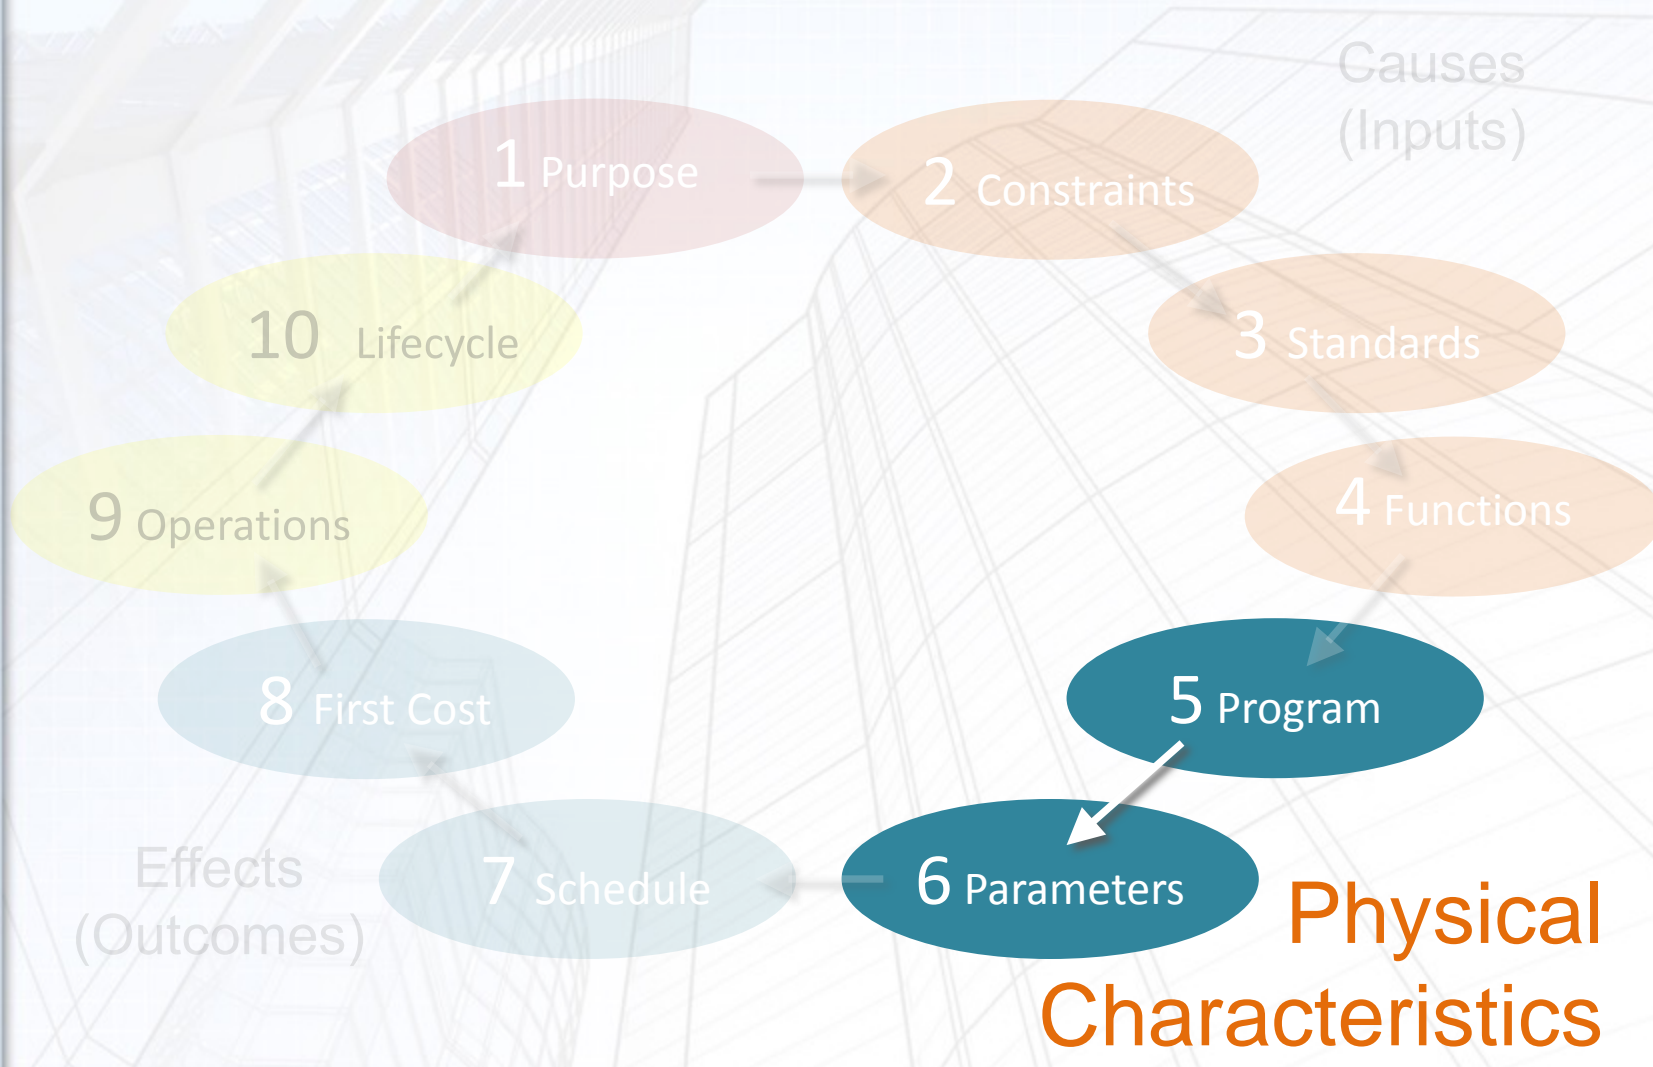 Causes
(Inputs)
1 Purpose
2 Constraints
3 Standards
4 Functions
5 Program
6 Parameters
7 Schedule
8 First Cost
9 Operations
10 Lifecycle
Effects
(Outcomes)
Physical
Characteristics